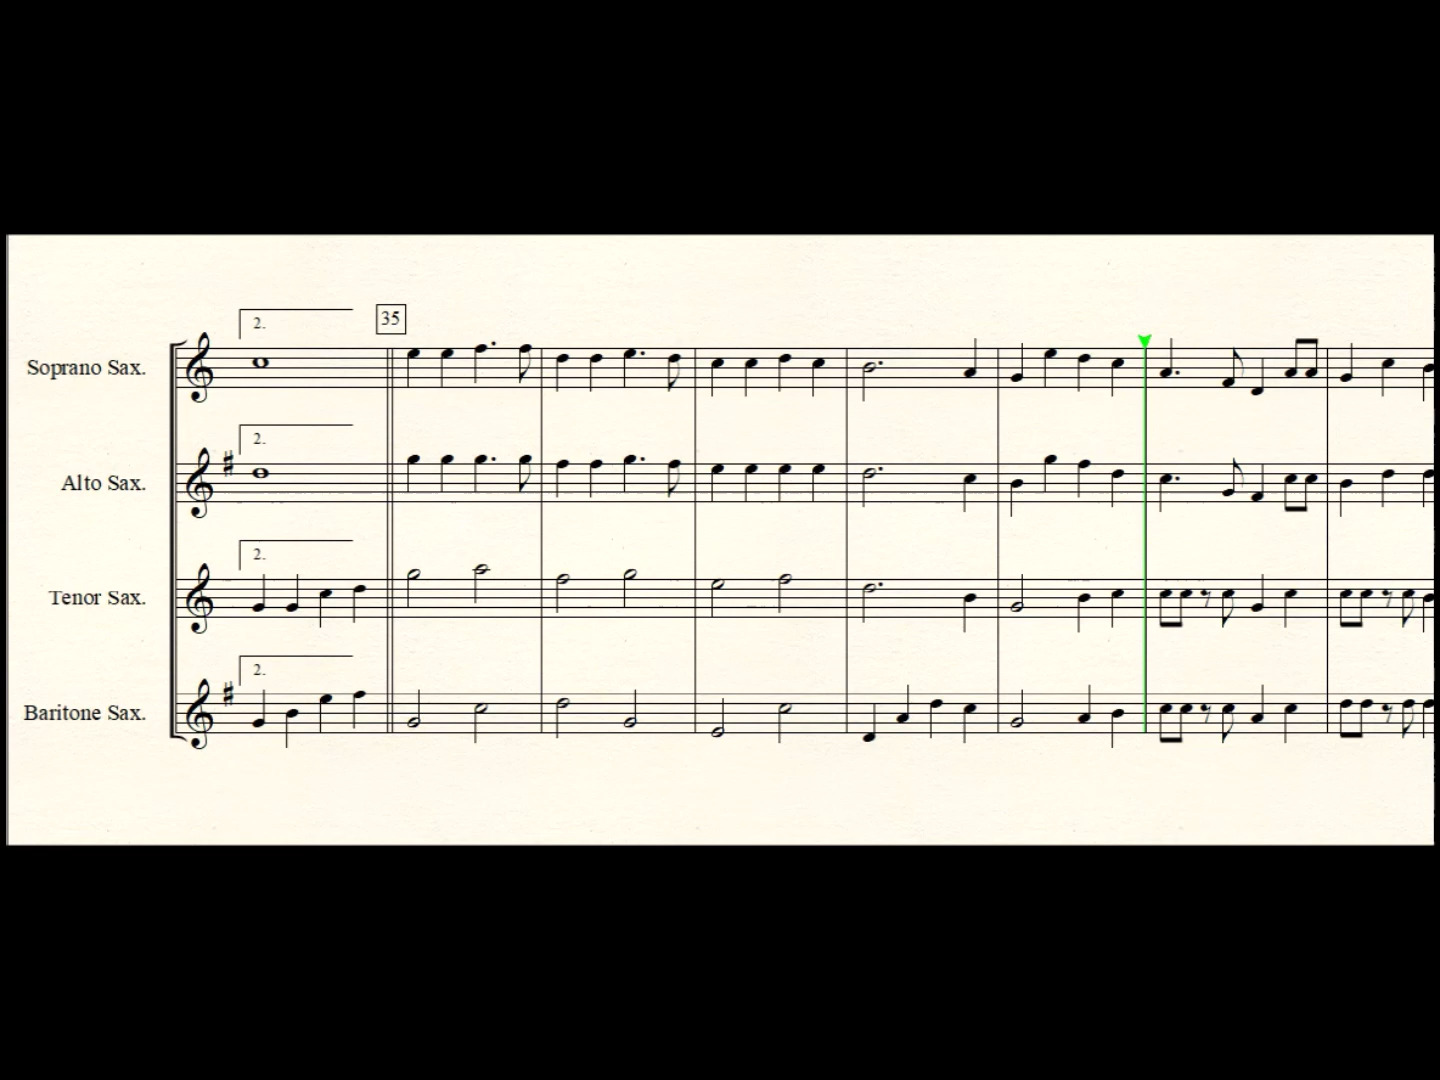 2.
35
Soprano Sax.
2.
Alto Sax.
2.
Tenor Sax.
2.
Baritone Sax.